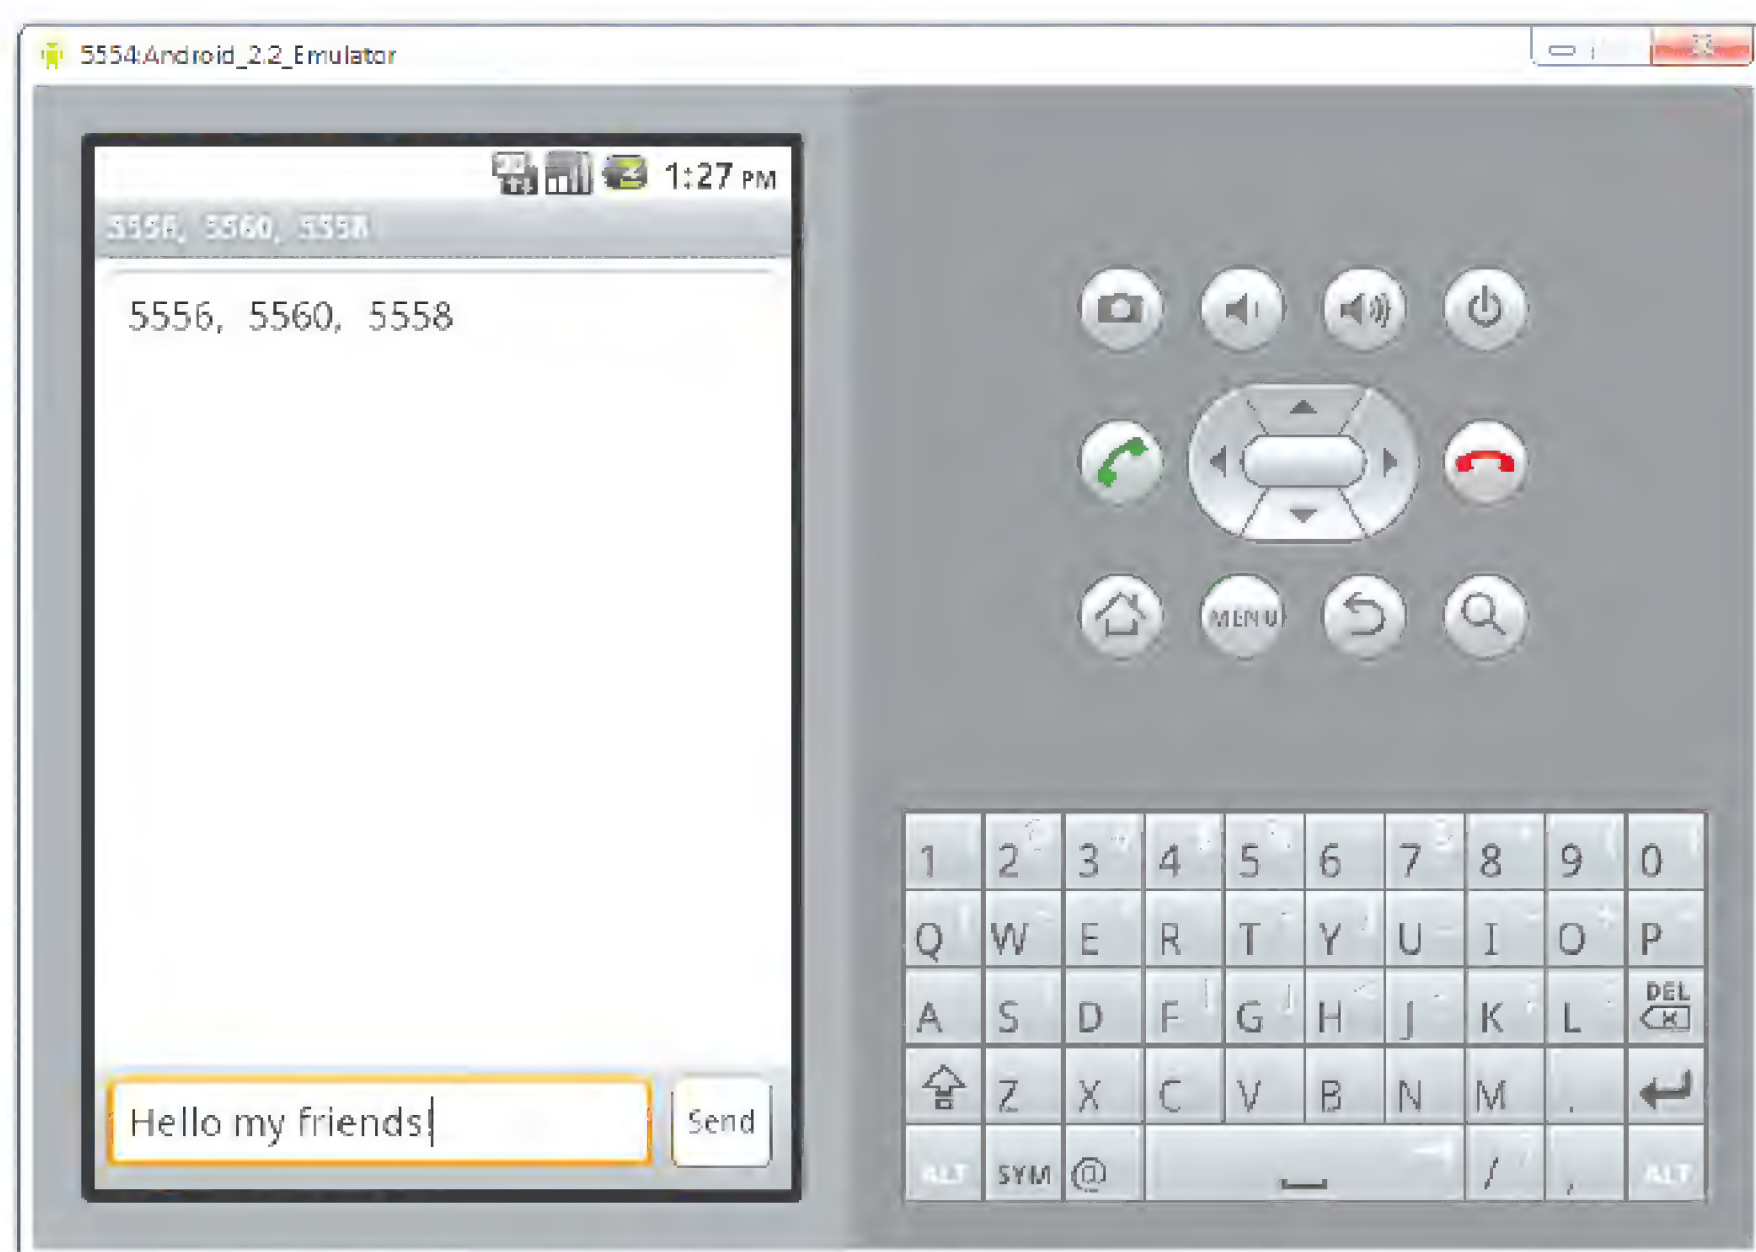 5554:Android_2.2_Emulator
1:27 PM
5556, 5560, 5558
5556, 5560, 5558
Hello my friends!
Send
MENU
1 2 3 4 5 6 7 8 9 0
Q W E R T Y U I O P
A S D F G H J K L DEL
Z X C V B N M .
ALT SYM @ / , ALT